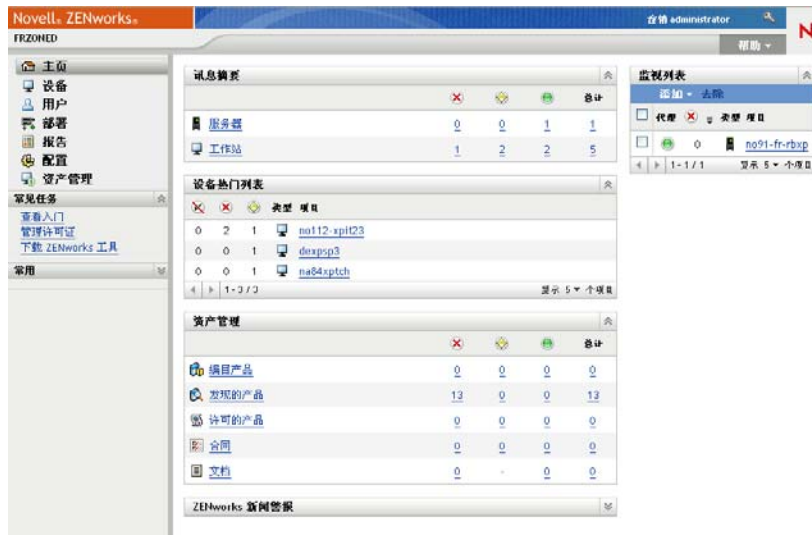 Novell® ZENworks®
注销 administrator
N
FRZONED
帮助
主页
设备
用户
部署
报告
配置
资产管理
常见任务
查看入门
管理许可证
下载 ZENworks 工具
常用
讯息摘要
总计
服务器 0 0 1 1
工作站 1 2 2 5
设备热门列表
类型 项目
0 2 1 no112-xpit23
0 0 1 dexpsp3
0 0 1 na84xptch
1 - 3 / 3 显示 5 个项目
资产管理
总计
编目产品 0 0 0 0
发现的产品 13 0 0 13
许可的产品 0 0 0 0
合同 0 0 0 0
文档 0 - 0 0
ZENworks 新闻警报
监视列表
添加 去除
代理 类型 项目
0 no91-fr-rbxp
1 - 1 / 1 显示 5 个项目